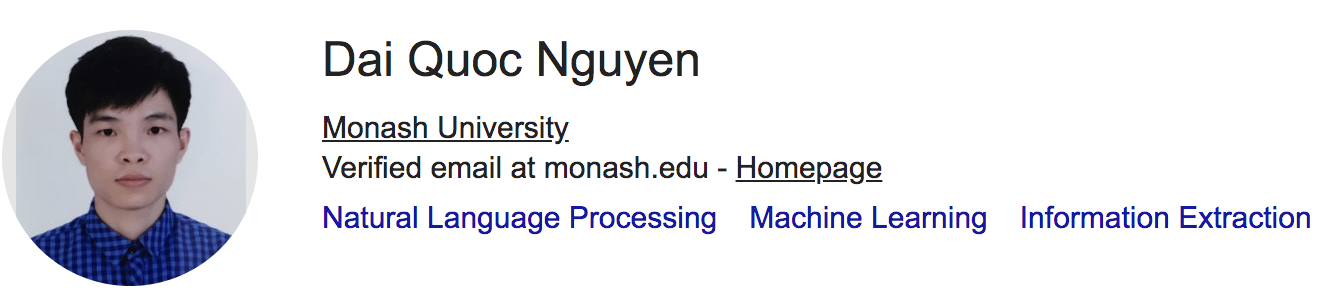 Dai Quoc Nguyen
Monash University
Verified email at monash.edu - Homepage
Natural Language Processing Machine Learning Information Extraction